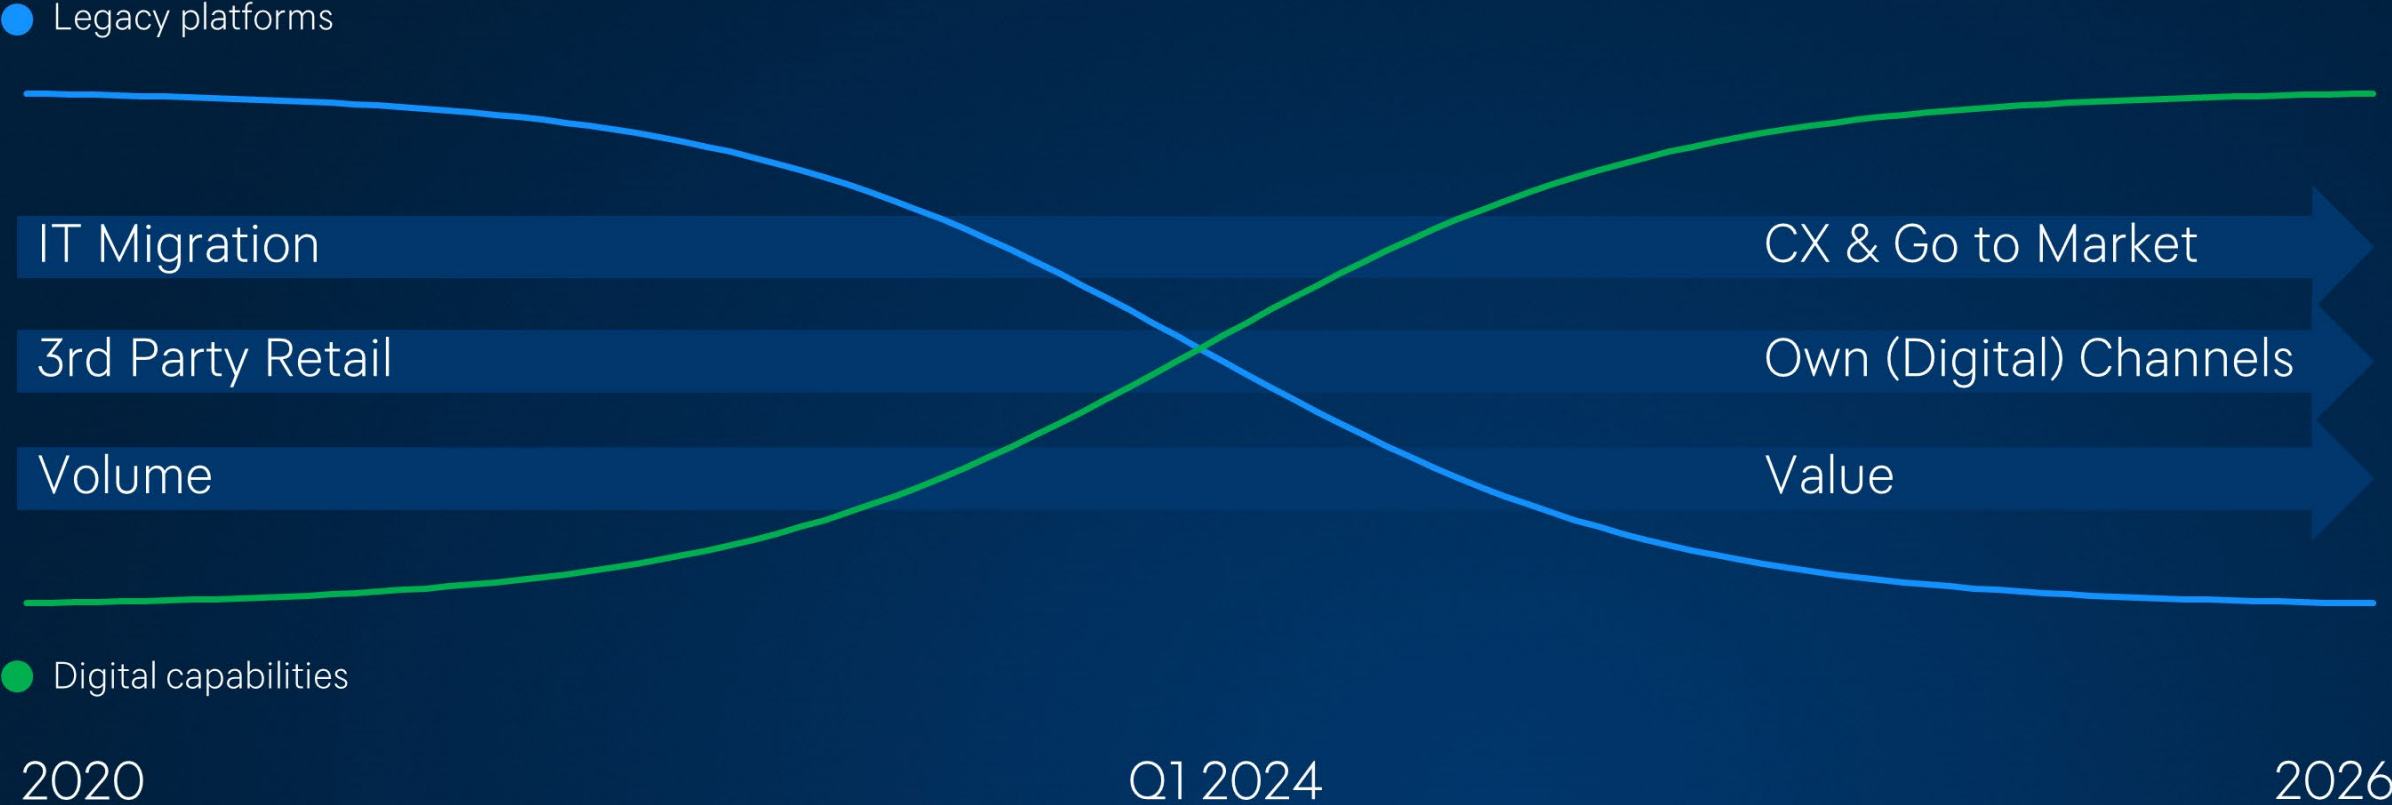 Legacy platforms
IT Migration
CX & Go to Market
3rd Party Retail
Own (Digital) Channels
Volume
Value
Digital capabilities
2020
Q1 2024
2026